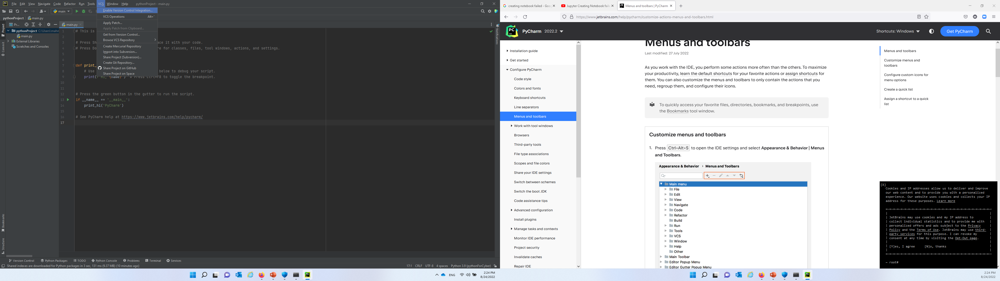 File Edit View Navigate Code Refactor Run Tools VCS Window Help pythonProject - main.py
main
pythonProject main.py
Project
Commit
Bookmarks
Structure
Pr...
pythonProject C:\Users\mahn
main.py
External Libraries
Scratches and Consoles
main.py
Enable Version Control Integration...
VCS Operations Alt+`
Apply Patch...
Apply Patch from Clipboard...
Get from Version Control...
Browse VCS Repository
Create Mercurial Repository
Import into Subversion...
Share Project (Subversion)...
Create Git Repository...
Share Project on GitHub
Share Project on Space
1 # This is
2
3 # Press Sh ace it with your code.
4 # Press Do re for classes, files, tool windows, actions, and settings.
5
6
7 def print_
8 # Use below to debug your script.
9 print(f'Hi, {name}') # Press Ctrl+F8 to toggle the breakpoint.
10
11
12 # Press the green button in the gutter to run the script.
13 if __name__ == '__main__':
14 print_hi('PyCharm')
15
16 # See PyCharm help at https://www.jetbrains.com/help/pycharm/
17
Notifications
Version Control Python Packages TODO Python Console Problems Terminal Services
Shared indexes are downloaded for Python packages in 3 sec, 131 ms (9.37 MB) (10 minutes ago) 17:1 CRLF UTF-8 4 spaces Python 3.9 (pythonForCyber)
ENG
2:24 PM
8/24/2022
creating notebook failed - Goog
Jupyter Creating Notebook faile
Menus and toolbars | PyCharm
https://www.jetbrains.com/help/pycharm/customize-actions-menus-and-toolbars.html
PyCharm 2022.2
Shortcuts: Windows
Get PyCharm
Installation guide
Get started
Configure PyCharm
Code style
Colors and fonts
Keyboard shortcuts
Line separators
Menus and toolbars
Work with tool windows
Browsers
Third-party tools
File type associations
Scopes and file colors
Share your IDE settings
Switch between schemes
Switch the boot JDK
Code assistance tips
Advanced configuration
Install plugins
Manage tasks and contexts
Monitor IDE performance
Project security
Invalidate caches
Repair IDE
Menus and toolbars
Last modified: 27 July 2022
As you work with the IDE, you perform some actions more often than the others. To maximize
your productivity, learn the default shortcuts for your favorite actions or assign shortcuts for
them. You can also customize the menus and toolbars to only contain the actions that you
need, regroup them, and configure their icons.
To quickly access your favorite files, directories, bookmarks, and breakpoints, use
the Bookmarks tool window.
Customize menus and toolbars
1. Press Ctrl+Alt+S to open the IDE settings and select Appearance & Behavior | Menus
and Toolbars.
Appearance & Behavior › Menus and Toolbars
Main menu
File
Edit
View
Navigate
Code
Refactor
Build
Run
Tools
VCS
Window
Help
Other
Main Toolbar
Editor Popup Menu
Editor Gutter Popup Menu
Menus and toolbars
Customize menus and
toolbars
Configure custom icons for
menu options
Create a quick list
Assign a shortcut to a quick
list
[X]
Cookies and IP addresses allow us to deliver and improve
our web content and to provide you with a personalized
experience. Our website uses cookies and collects your IP
address for these purposes. Learn more
JetBrains may use cookies and my IP address to
collect individual statistics and to provide me with
personalized offers and ads subject to the Privacy
Policy and the Terms of Use. JetBrains may use third-
party services for this purpose. I can revoke my
consent at any time by visiting the Opt-Out page.
[Y]es, I agree [N]o, thanks
~ root#
2:24 PM
8/24/2022